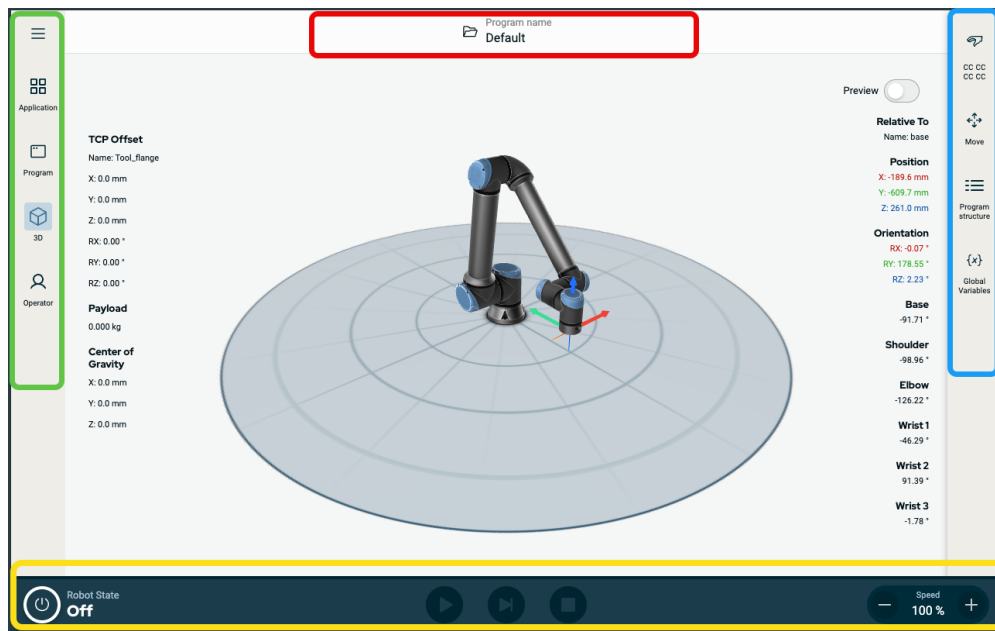 Program name
Default
Application
Program
3D
Operator
TCP Offset
Name: Tool_flange
X: 0.0 mm
Y: 0.0 mm
Z: 0.0 mm
RX: 0.00 °
RY: 0.00 °
RZ: 0.00 °
Payload
0.000 kg
Center of
Gravity
X: 0.0 mm
Y: 0.0 mm
Z: 0.0 mm
Preview
Relative To
Name: base
Position
X: -189.6 mm
Y: -609.7 mm
Z: 261.0 mm
Orientation
RX: -0.07 °
RY: 178.55 °
RZ: 2.23 °
Base
-91.71 °
Shoulder
-98.96 °
Elbow
-126.22 °
Wrist 1
-46.29 °
Wrist 2
91.39 °
Wrist 3
-1.78 °
CC CC
CC CC
Move
Program
structure
{x}
Global
Variables
Robot State
Off
Speed
100 %